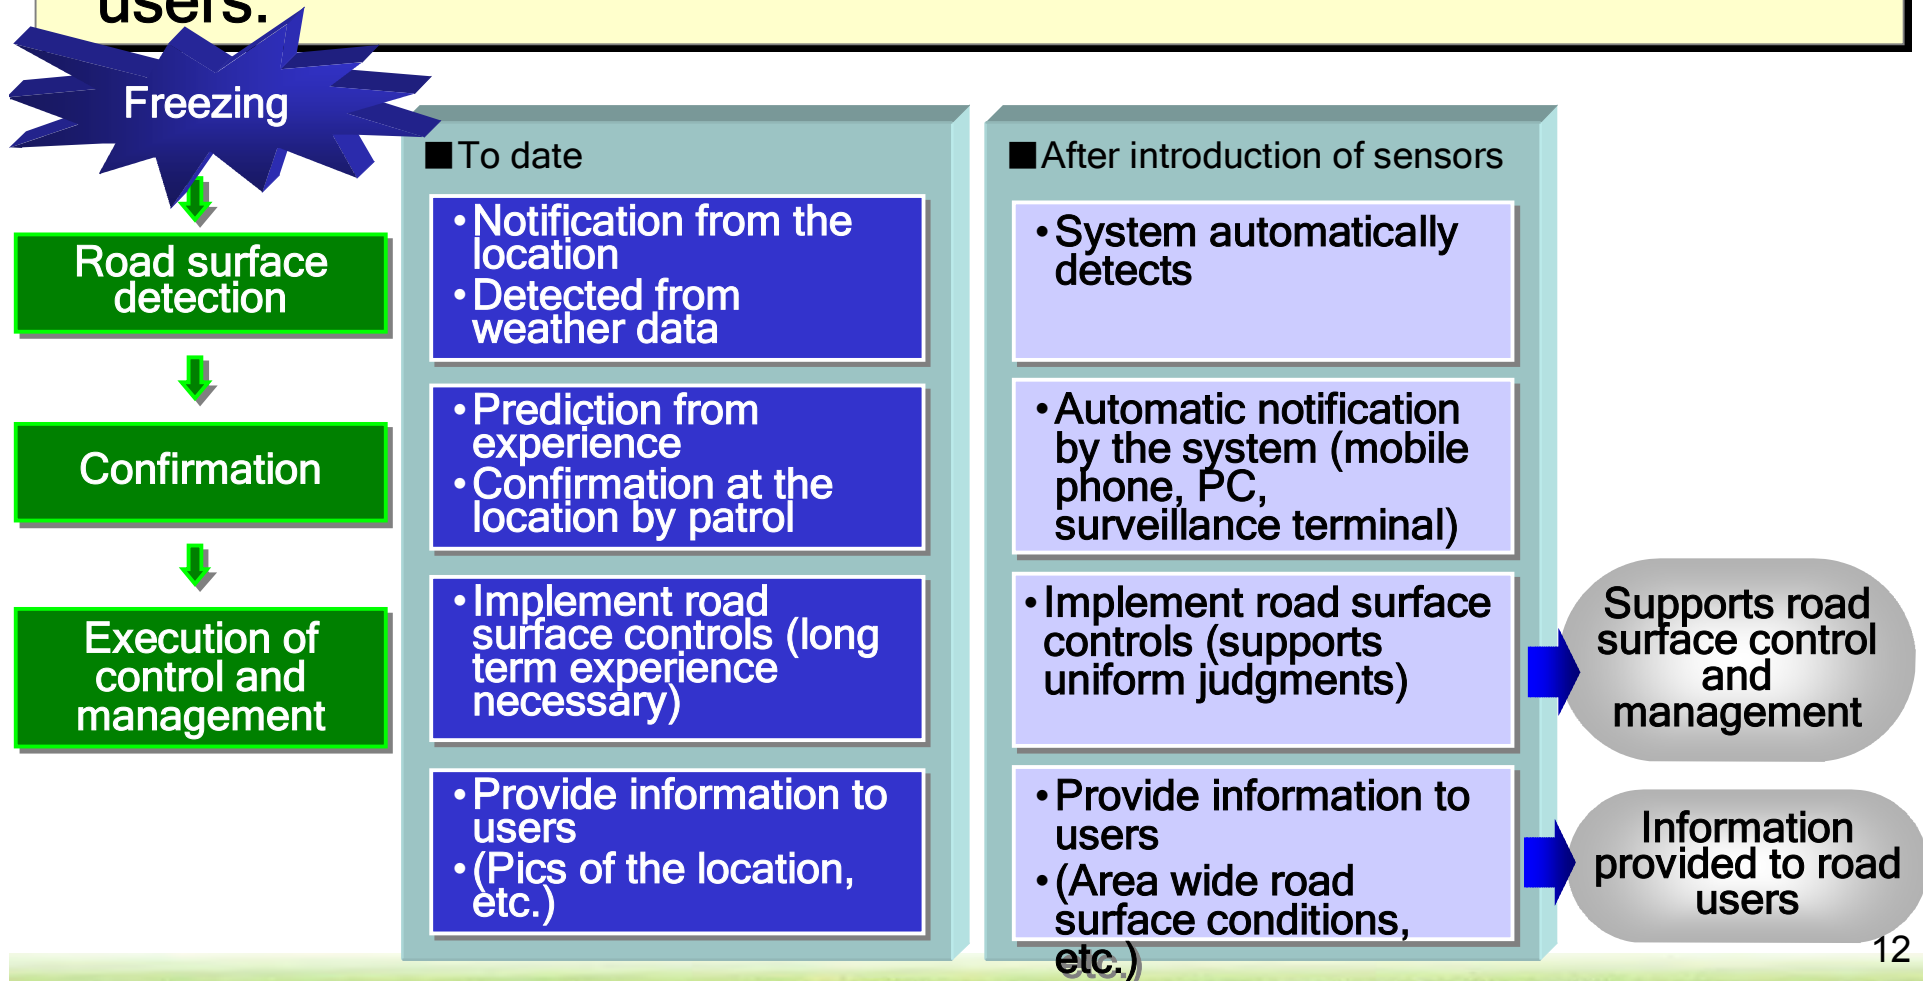 users.
Freezing
Road surface
detection
Confirmation
Execution of
control and
management
■To date
•Notification from the
location
•Detected from
weather data
•Prediction from
experience
•Confirmation at the
location by patrol
•Implement road
surface controls (long
term experience
necessary)
•Provide information to
users
•(Pics of the location,
etc.)
■After introduction of sensors
•System automatically
detects
•Automatic notification
by the system (mobile
phone, PC,
surveillance terminal)
•Implement road surface
controls (supports
uniform judgments)
•Provide information to
users
•(Area wide road
surface conditions,
etc.)
Supports road
surface control
and
management
Information
provided to road
users
12